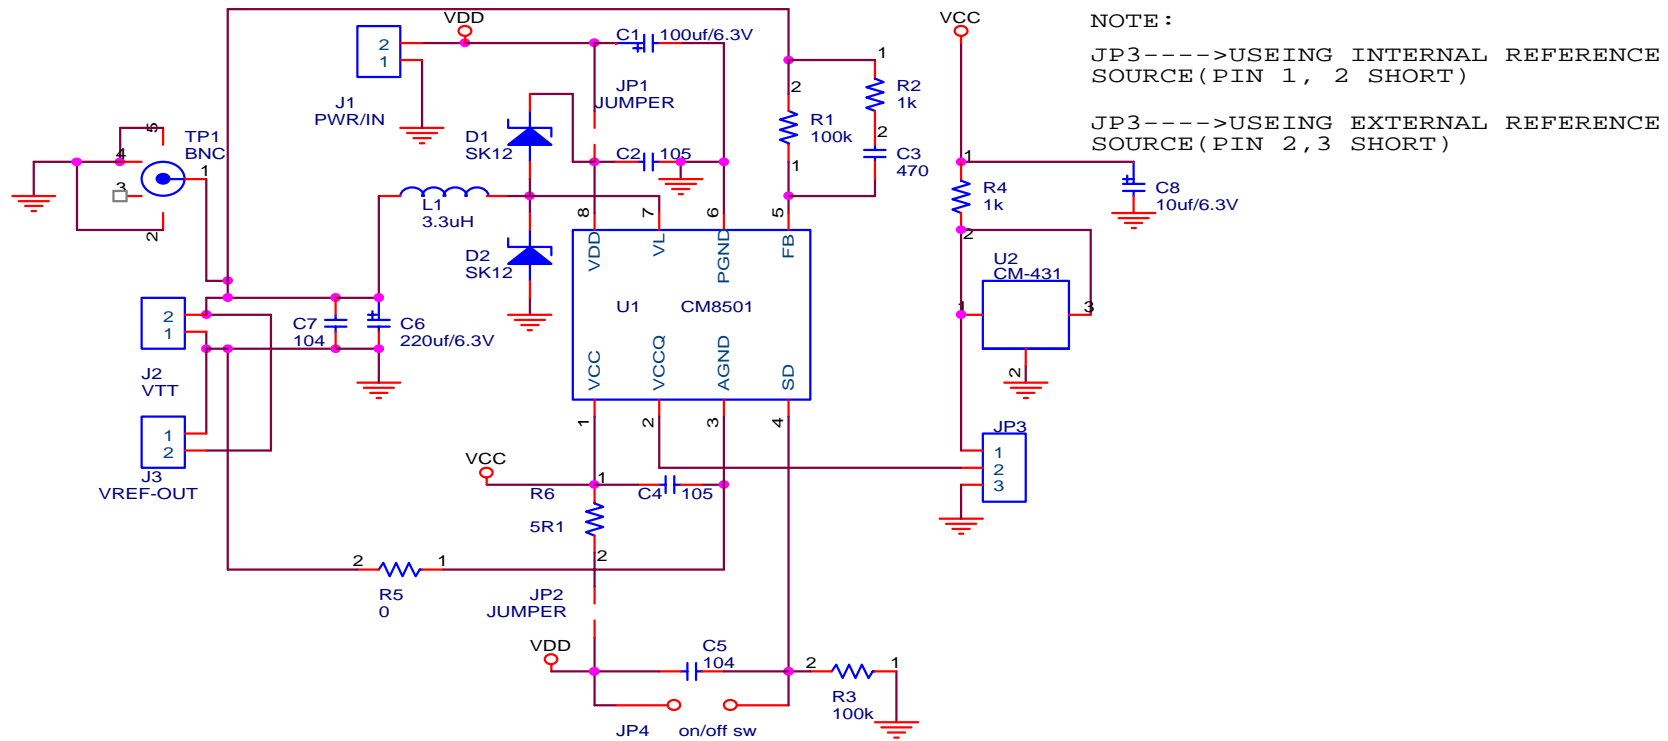 VDD
VCC
NOTE:
JP3---->USEING INTERNAL REFERENCE
SOURCE(PIN 1, 2 SHORT)
JP3---->USEING EXTERNAL REFERENCE
SOURCE(PIN 2,3 SHORT)
2
1
J1
PWR/IN
C1
100uf/6.3V
JP1
JUMPER
1
2
R2
1k
R1
100k
2
1
C3
470
TP1
BNC
5
4
3
1
2
D1
SK12
C2
105
L1
3.3uH
D2
SK12
8
7
6
5
VDD
VL
PGND
FB
U1
CM8501
VCC
VCCQ
AGND
SD
1
2
3
4
1
R4
1k
2
C8
10uf/6.3V
U2
CM-431
1
3
2
2
1
J2
VTT
C7
104
C6
220uf/6.3V
1
2
J3
VREF-OUT
JP3
1
2
3
VCC
1
R6
5R1
2
C4
105
2
1
R5
0
JP2
JUMPER
VDD
C5
104
2
1
R3
100k
JP4
on/off sw